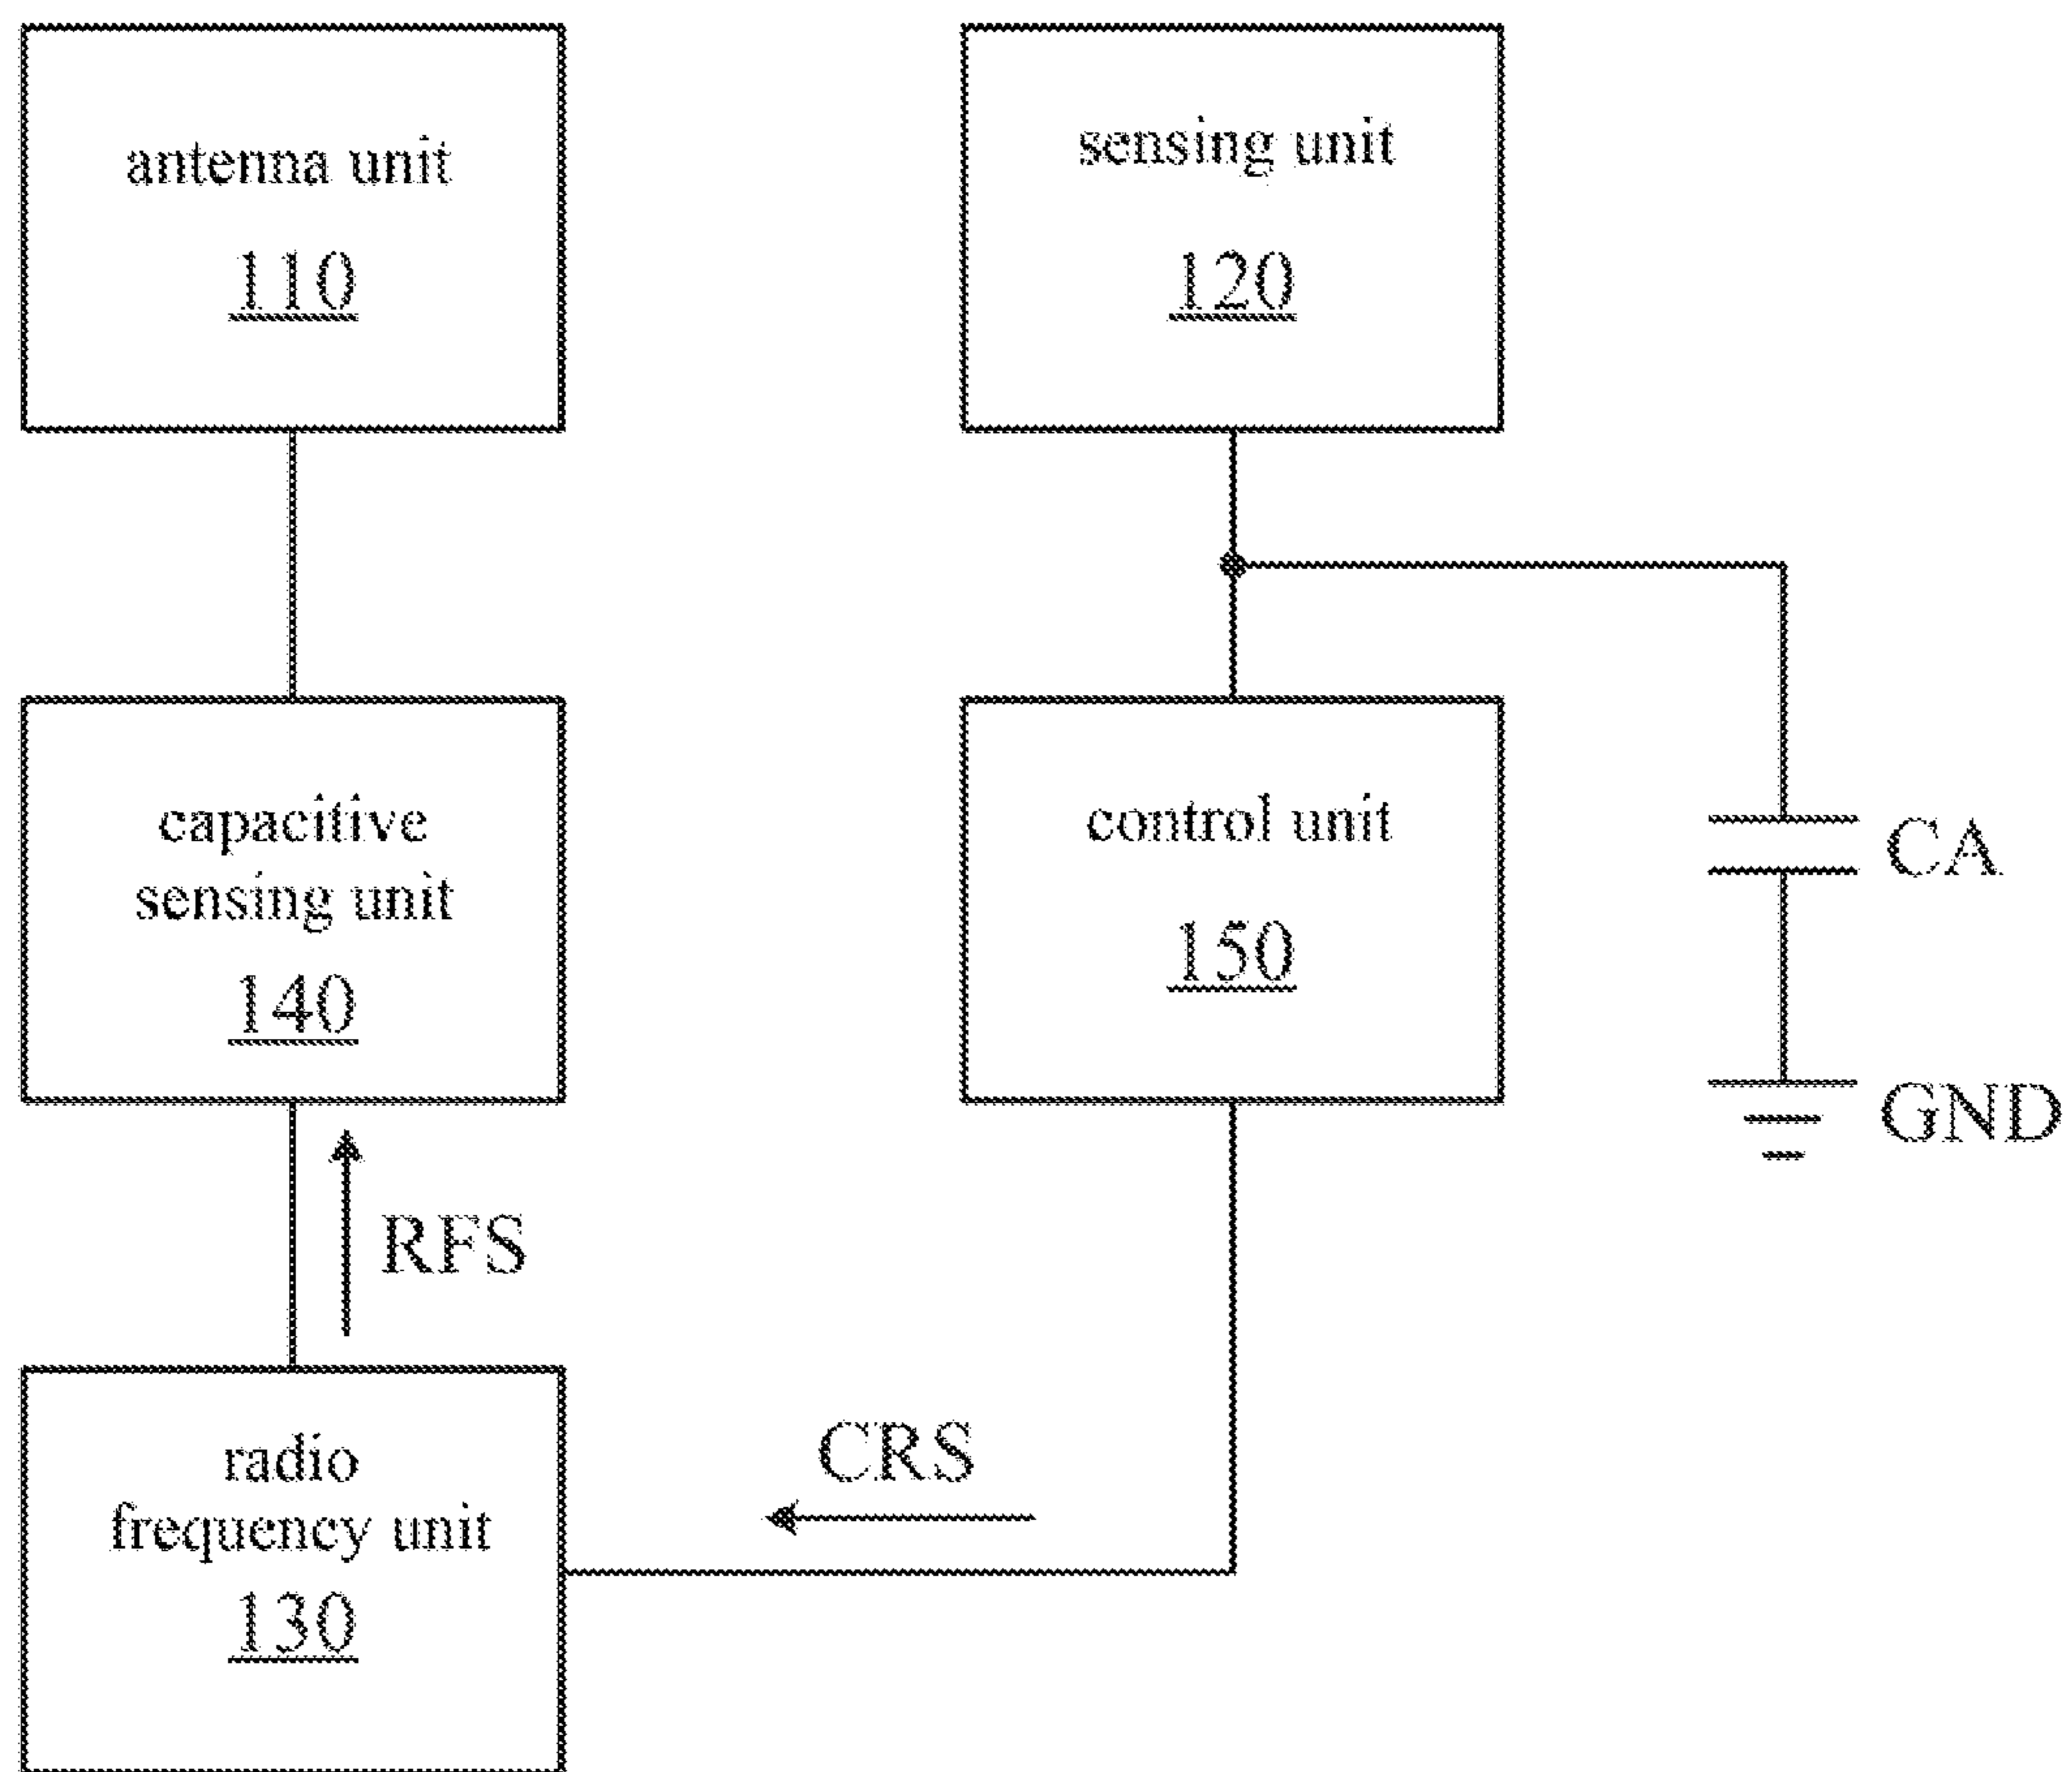 antenna unit
110
sensing unit
120
capacitive
sensing unit
140
control unit
150
CA
GND
RFS
CRS
radio
frequency unit
130